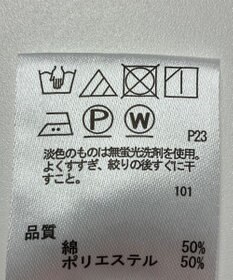 P W P23
淡色のものは無蛍光洗剤を使用。
よくすすぎ、絞りの後すぐに干
すこと。
101
品質
綿 50%
ポリエステル 50%